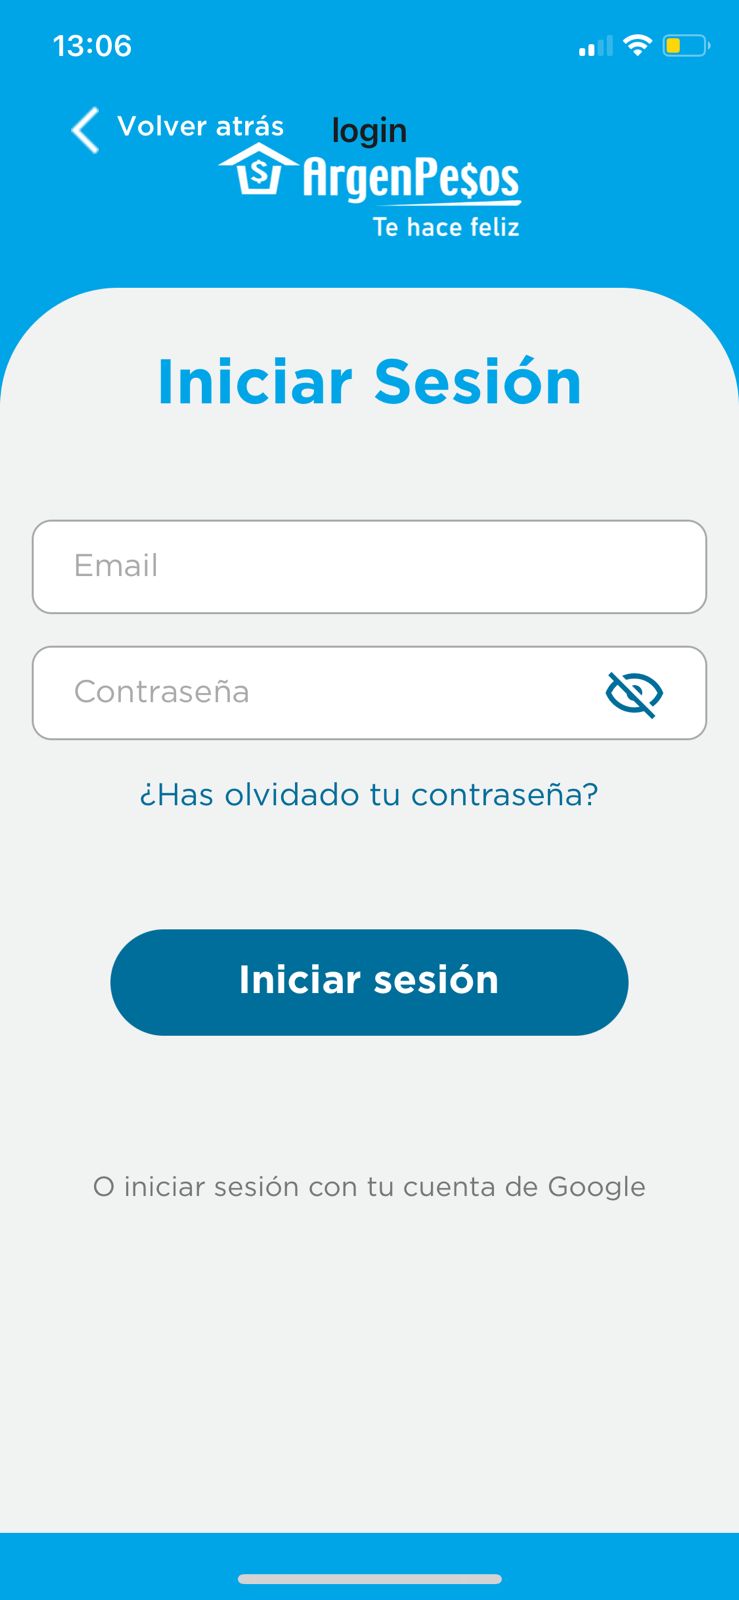 13:06
Volver atrás
login
ArgenPe$os
Te hace feliz
Iniciar Sesión
Email
Contraseña
¿Has olvidado tu contraseña?
Iniciar sesión
O iniciar sesión con tu cuenta de Google